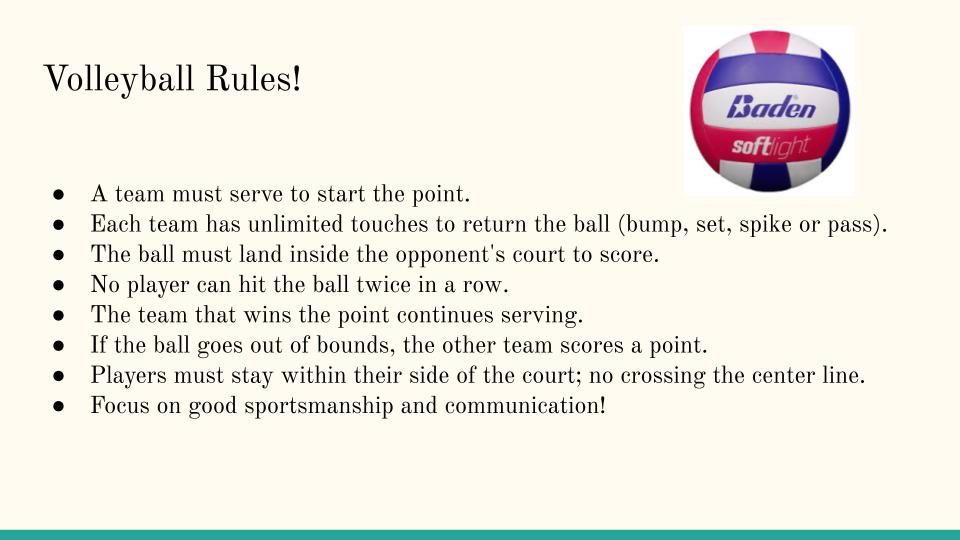 Volleyball Rules!
Baden
softlight
● A team must serve to start the point.
● Each team has unlimited touches to return the ball (bump, set, spike or pass).
● The ball must land inside the opponent's court to score.
● No player can hit the ball twice in a row.
● The team that wins the point continues serving.
● If the ball goes out of bounds, the other team scores a point.
● Players must stay within their side of the court; no crossing the center line.
● Focus on good sportsmanship and communication!